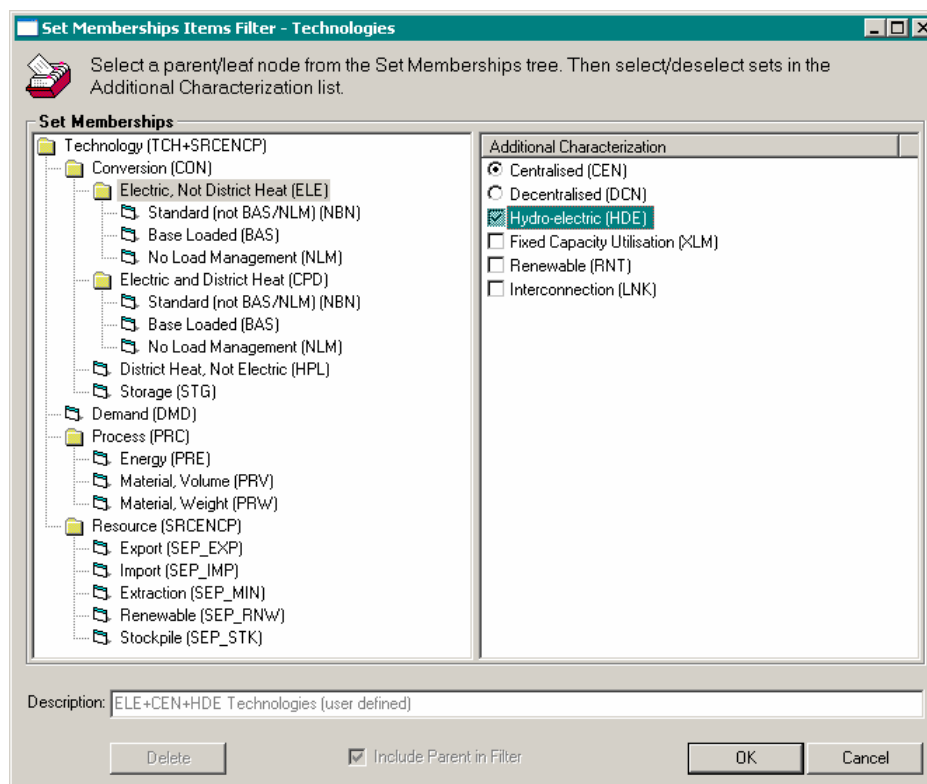 Set Memberships Items Filter - Technologies
Select a parent/leaf node from the Set Memberships tree. Then select/deselect sets in the
Additional Characterization list.
Set Memberships
Technology (TCH+SRCENCP)
Conversion (CON)
Electric, Not District Heat (ELE)
Standard (not BAS/NLM) (NBN)
Base Loaded (BAS)
No Load Management (NLM)
Electric and District Heat (CPD)
Standard (not BAS/NLM) (NBN)
Base Loaded (BAS)
No Load Management (NLM)
District Heat, Not Electric (HPL)
Storage (STG)
Demand (DMD)
Process (PRC)
Energy (PRE)
Material, Volume (PRV)
Material, Weight (PRW)
Resource (SRCENCP)
Export (SEP_EXP)
Import (SEP_IMP)
Extraction (SEP_MIN)
Renewable (SEP_RNW)
Stockpile (SEP_STK)
Additional Characterization
Centralised (CEN)
Decentralised (DCN)
Hydro-electric (HDE)
Fixed Capacity Utilisation (XLM)
Renewable (RNT)
Interconnection (LNK)
Description: ELE+CEN+HDE Technologies (user defined)
Delete Include Parent in Filter OK Cancel